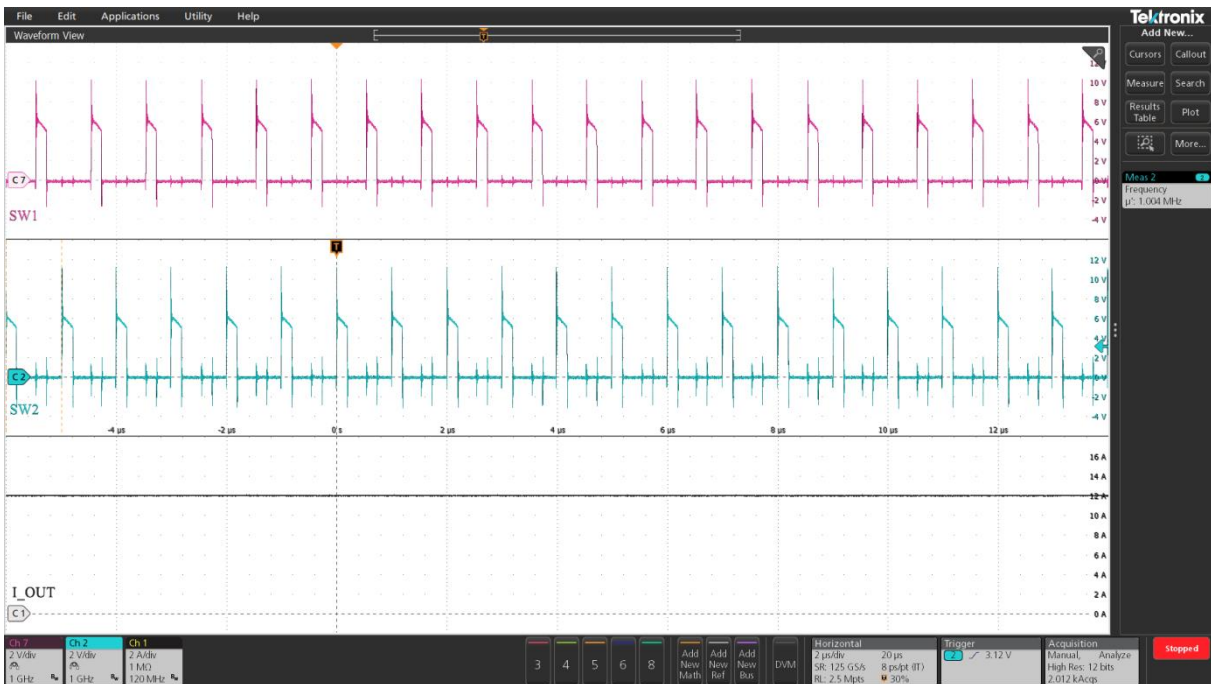 File Edit Applications Utility Help
Tektronix
Waveform View
Add New...
Cursors Callout
Measure Search
Results Table Plot
More...
Meas 2 2
Frequency
µ': 1.004 MHz
T
10 V
8 V
6 V
4 V
2 V
0 V
-2 V
-4 V
C 7
SW1
T
12 V
10 V
8 V
6 V
4 V
2 V
0 V
-4 V
C 2
SW2
-4 µs -2 µs 0 s 2 µs 4 µs 6 µs 8 µs 10 µs 12 µs
16 A
14 A
12 A
10 A
8 A
6 A
4 A
2 A
0 A
I_OUT
C 1
Ch 7
2 V/div
1 GHz
Ch 2
2 V/div
1 GHz
Ch 1
2 A/div
1 MΩ
120 MHz
3 4 5 6 8
Add New Math
Add New Ref
Add New Bus
DVM
Horizontal
2 µs/div 20 µs
SR: 125 GS/s 8 ps/pt (IT)
RL: 2.5 Mpts 30%
Trigger
2 3.12 V
Acquisition
Manual, Analyze
High Res: 12 bits
2.012 kAcqs
Stopped